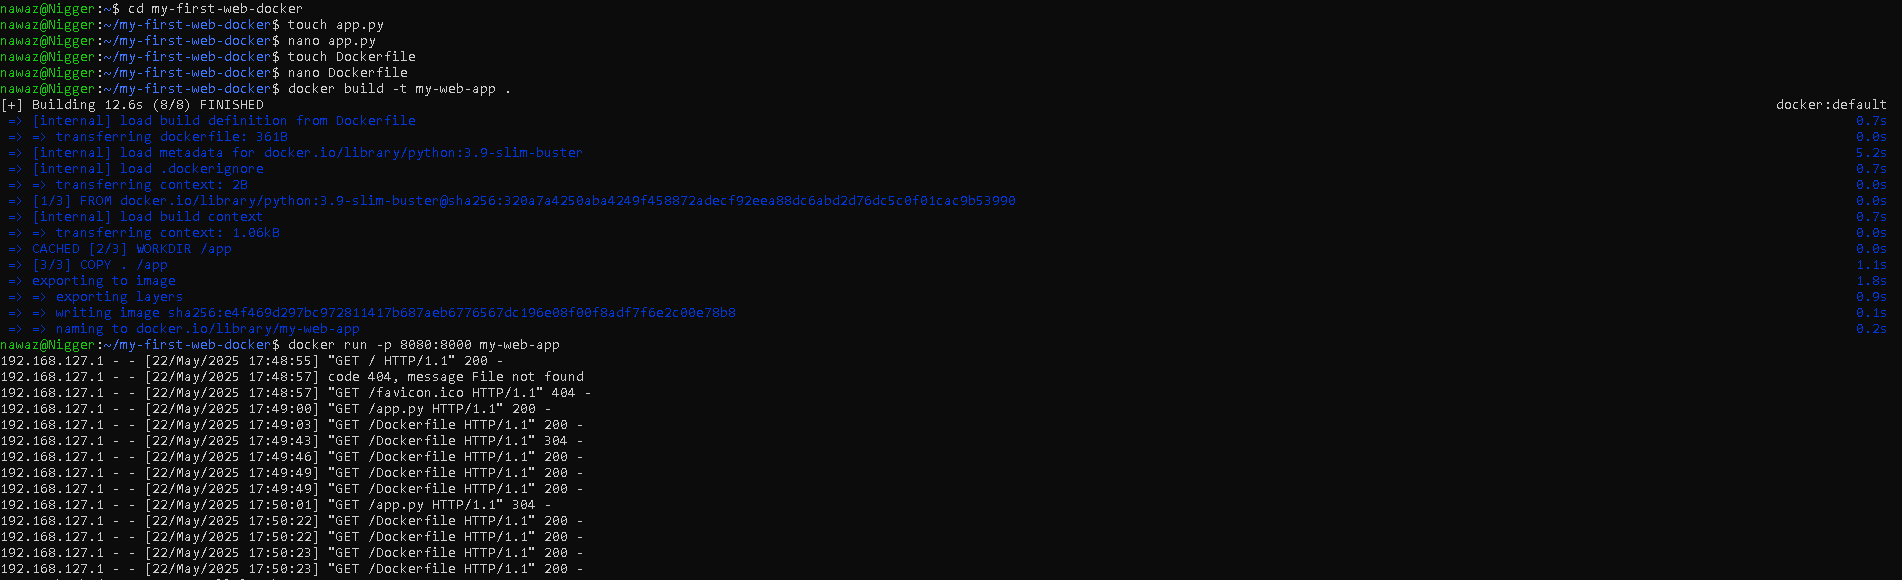 nawaz@Nigger:~$ cd my-first-web-docker
nawaz@Nigger:~/my-first-web-docker$ touch app.py
nawaz@Nigger:~/my-first-web-docker$ nano app.py
nawaz@Nigger:~/my-first-web-docker$ touch Dockerfile
nawaz@Nigger:~/my-first-web-docker$ nano Dockerfile
nawaz@Nigger:~/my-first-web-docker$ docker build -t my-web-app .
[+] Building 12.6s (8/8) FINISHED docker:default
=> [internal] load build definition from Dockerfile 0.7s
=> => transferring dockerfile: 361B 0.0s
=> [internal] load metadata for docker.io/library/python:3.9-slim-buster 5.2s
=> [internal] load .dockerignore 0.7s
=> => transferring context: 2B 0.0s
=> [1/3] FROM docker.io/library/python:3.9-slim-buster@sha256:320a7a4250aba4249f458872adecf92eea88dc6abd2d76dc5c0f01cac9b53990 0.0s
=> [internal] load build context 0.7s
=> => transferring context: 1.06kB 0.0s
=> CACHED [2/3] WORKDIR /app 0.0s
=> [3/3] COPY . /app 1.1s
=> exporting to image 1.8s
=> => exporting layers 0.9s
=> => writing image sha256:e4f469d297bc972811417b687aeb6776567dc196e08f00f8adf7f6e2c00e78b8 0.1s
=> => naming to docker.io/library/my-web-app 0.2s
nawaz@Nigger:~/my-first-web-docker$ docker run -p 8080:8000 my-web-app
192.168.127.1 - - [22/May/2025 17:48:55] "GET / HTTP/1.1" 200 -
192.168.127.1 - - [22/May/2025 17:48:57] code 404, message File not found
192.168.127.1 - - [22/May/2025 17:48:57] "GET /favicon.ico HTTP/1.1" 404 -
192.168.127.1 - - [22/May/2025 17:49:00] "GET /app.py HTTP/1.1" 200 -
192.168.127.1 - - [22/May/2025 17:49:03] "GET /Dockerfile HTTP/1.1" 200 -
192.168.127.1 - - [22/May/2025 17:49:43] "GET /Dockerfile HTTP/1.1" 304 -
192.168.127.1 - - [22/May/2025 17:49:46] "GET /Dockerfile HTTP/1.1" 200 -
192.168.127.1 - - [22/May/2025 17:49:49] "GET /Dockerfile HTTP/1.1" 200 -
192.168.127.1 - - [22/May/2025 17:49:49] "GET /Dockerfile HTTP/1.1" 200 -
192.168.127.1 - - [22/May/2025 17:50:01] "GET /app.py HTTP/1.1" 304 -
192.168.127.1 - - [22/May/2025 17:50:22] "GET /Dockerfile HTTP/1.1" 200 -
192.168.127.1 - - [22/May/2025 17:50:22] "GET /Dockerfile HTTP/1.1" 200 -
192.168.127.1 - - [22/May/2025 17:50:23] "GET /Dockerfile HTTP/1.1" 200 -
192.168.127.1 - - [22/May/2025 17:50:23] "GET /Dockerfile HTTP/1.1" 200 -